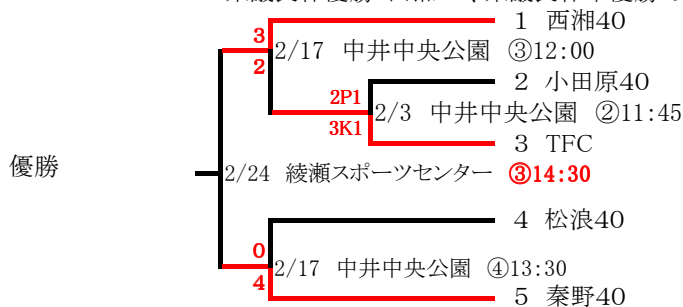 1 西湘40
3
2/17 中井中央公園 ③12:00
2
2 小田原40
2P1
2/3 中井中央公園 ②11:45
3K1
3 TFC
優勝
2/24 綾瀬スポーツセンター ③14:30
4 松浪40
0
2/17 中井中央公園 ④13:30
4
5 秦野40